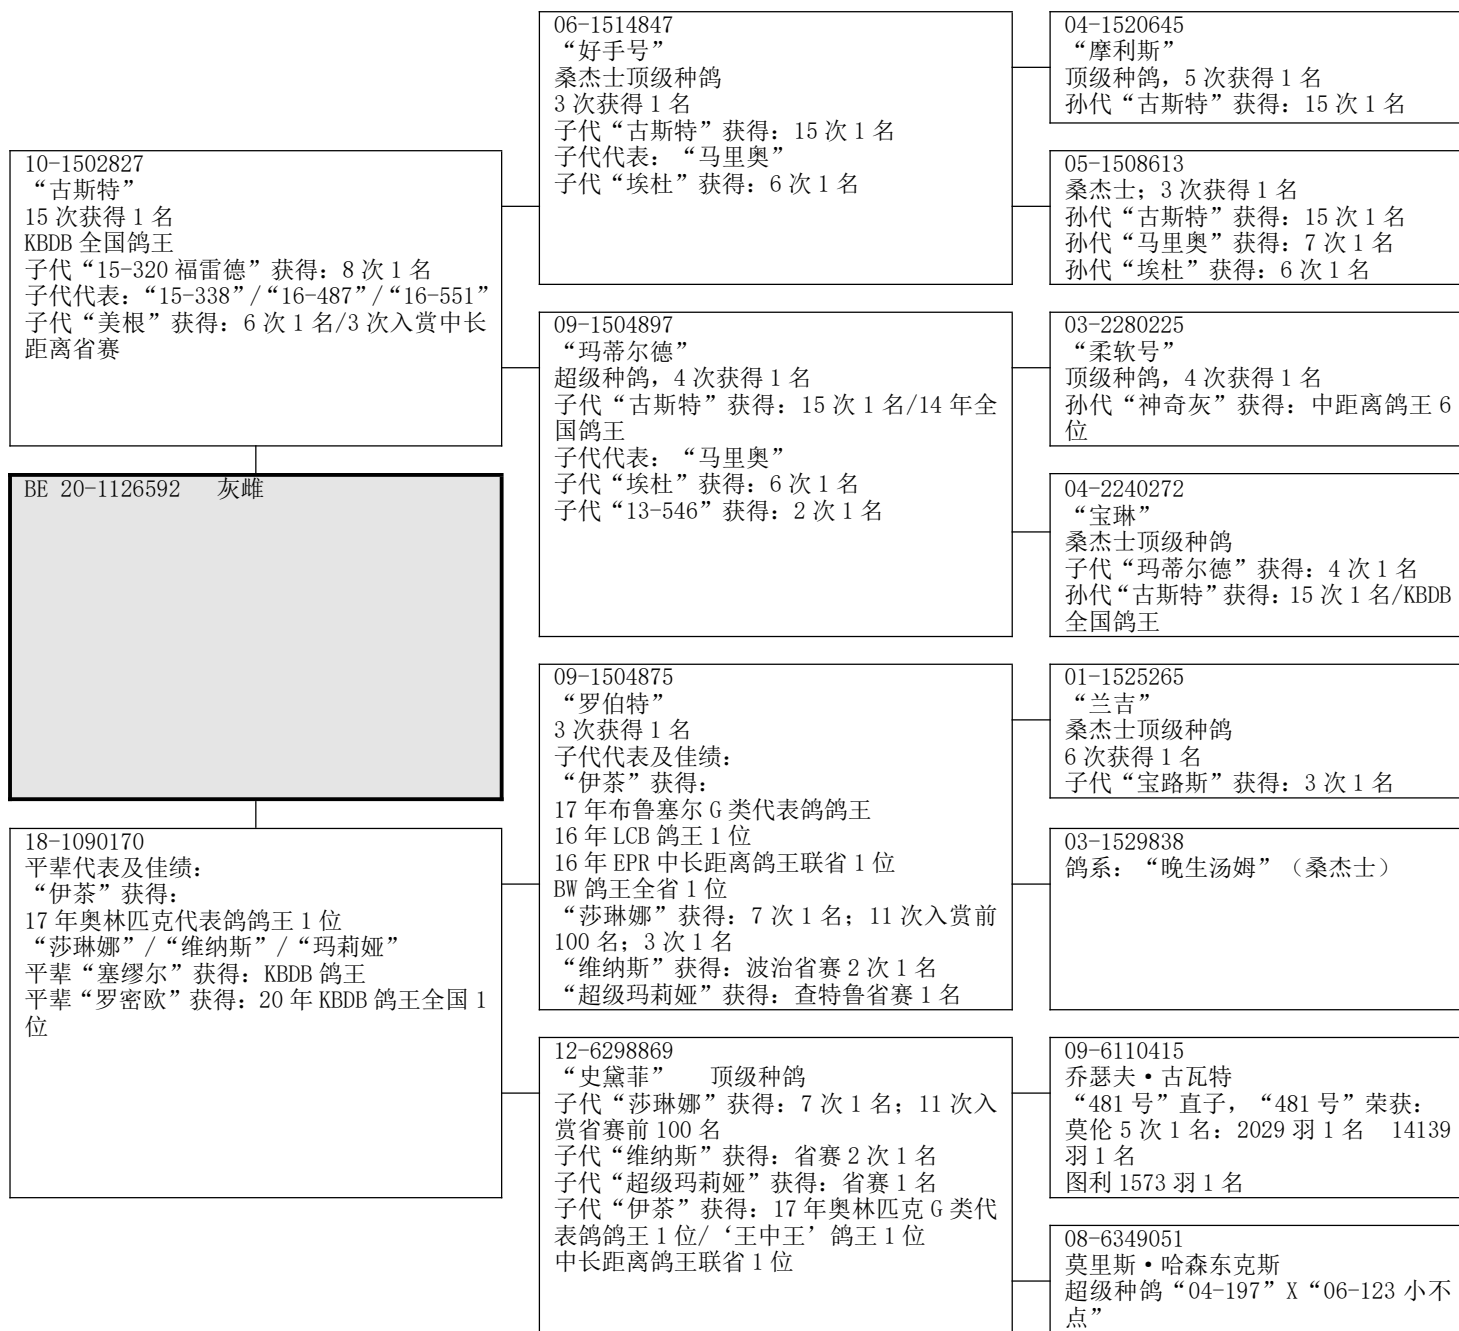 10-1502827
“古斯特”
15 次获得 1 名
KBDB 全国鸽王
子代“15-320 福雷德”获得：8 次 1 名
子代代表：“15-338”/“16-487”/“16-551”
子代“美根”获得：6 次 1 名/3 次入赏中长
距离省赛
BE 20-1126592 灰雌
18-1090170
平辈代表及佳绩：
“伊茶”获得：
17 年奥林匹克代表鸽鸽王 1 位
“莎琳娜”/“维纳斯”/“玛莉娅”
平辈“塞缪尔”获得：KBDB 鸽王
平辈“罗密欧”获得：20 年 KBDB 鸽王全国 1
位
06-1514847
“好手号”
桑杰士顶级种鸽
3 次获得 1 名
子代“古斯特”获得：15 次 1 名
子代代表：“马里奥”
子代“埃杜”获得：6 次 1 名
09-1504897
“玛蒂尔德”
超级种鸽，4 次获得 1 名
子代“古斯特”获得：15 次 1 名/14 年全
国鸽王
子代代表：“马里奥”
子代“埃杜”获得：6 次 1 名
子代“13-546”获得：2 次 1 名
09-1504875
“罗伯特”
3 次获得 1 名
子代代表及佳绩：
“伊茶”获得：
17 年布鲁塞尔 G 类代表鸽鸽王
16 年 LCB 鸽王 1 位
16 年 EPR 中长距离鸽王联省 1 位
BW 鸽王全省 1 位
“莎琳娜”获得：7 次 1 名；11 次入赏前
100 名；3 次 1 名
“维纳斯”获得：波治省赛 2 次 1 名
“超级玛莉娅”获得：查特鲁省赛 1 名
12-6298869
“史黛菲” 顶级种鸽
子代“莎琳娜”获得：7 次 1 名；11 次入
赏省赛前 100 名
子代“维纳斯”获得：省赛 2 次 1 名
子代“超级玛莉娅”获得：省赛 1 名
子代“伊茶”获得：17 年奥林匹克 G 类代
表鸽鸽王 1 位/‘王中王’鸽王 1 位
中长距离鸽王联省 1 位
04-1520645
“摩利斯”
顶级种鸽，5 次获得 1 名
孙代“古斯特”获得：15 次 1 名
05-1508613
桑杰士；3 次获得 1 名
孙代“古斯特”获得：15 次 1 名
孙代“马里奥”获得：7 次 1 名
孙代“埃杜”获得：6 次 1 名
03-2280225
“柔软号”
顶级种鸽，4 次获得 1 名
孙代“神奇灰”获得：中距离鸽王 6
位
04-2240272
“宝琳”
桑杰士顶级种鸽
子代“玛蒂尔德”获得：4 次 1 名
孙代“古斯特”获得：15 次 1 名/KBDB
全国鸽王
01-1525265
“兰吉”
桑杰士顶级种鸽
6 次获得 1 名
子代“宝路斯”获得：3 次 1 名
03-1529838
鸽系：“晚生汤姆”（桑杰士）
09-6110415
乔瑟夫•古瓦特
“481 号”直子，“481 号”荣获：
莫伦 5 次 1 名：2029 羽 1 名 14139
羽 1 名
图利 1573 羽 1 名
08-6349051
莫里斯•哈森东克斯
超级种鸽“04-197”X“06-123 小不
点”